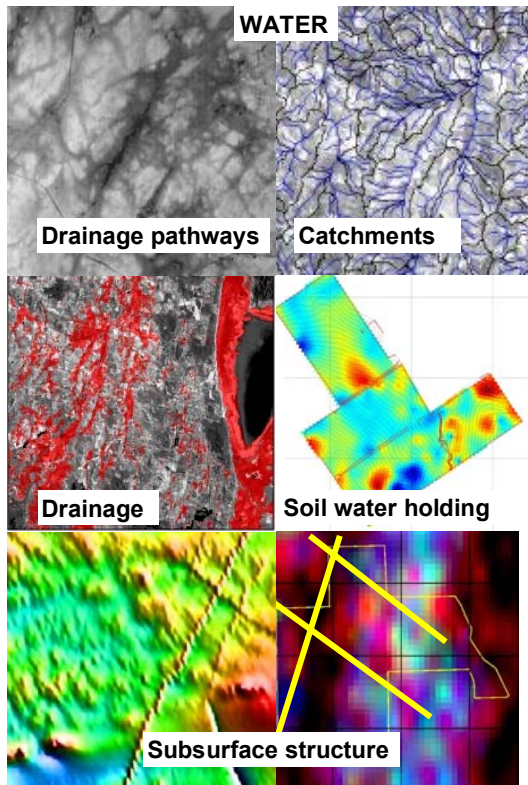 WATER
Drainage pathways
Catchments
Drainage
Soil water holding
Subsurface structure